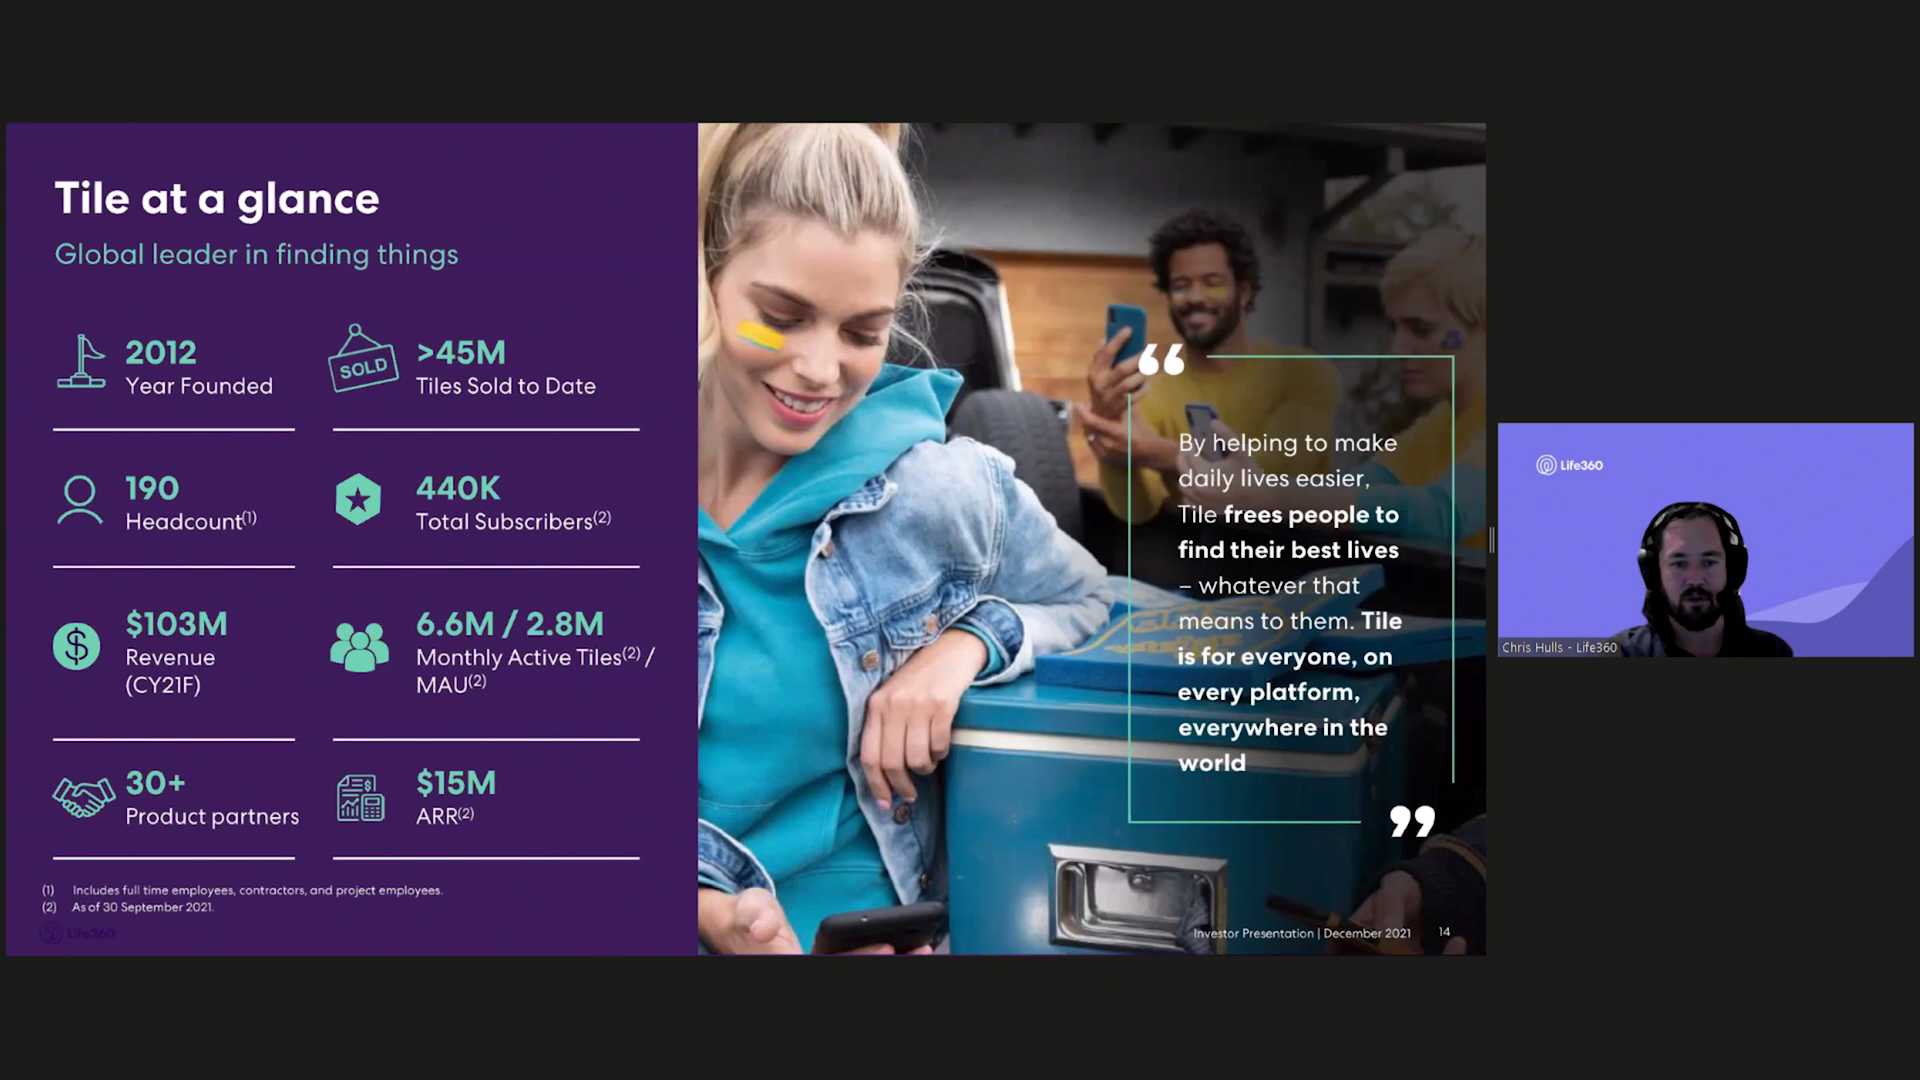 Tile at a glance
Global leader in finding things
2012
Year Founded
SOLD
>45M
Tiles Sold to Date
190
Headcount(1)
440K
Total Subscribers(2)
$103M
Revenue
(CY21F)
6.6M / 2.8M
Monthly Active Tiles(2) /
MAU(2)
30+
Product partners
$15M
ARR(2)
(1) Includes full time employees, contractors, and project employees.
(2) As of 30 September 2021.
Life360
“
By helping to make
daily lives easier,
Tile frees people to
find their best lives
– whatever that
means to them. Tile
is for everyone, on
every platform,
everywhere in the
world
”
Investor Presentation | December 2021 14
Life360
Chris Hulls - Life360